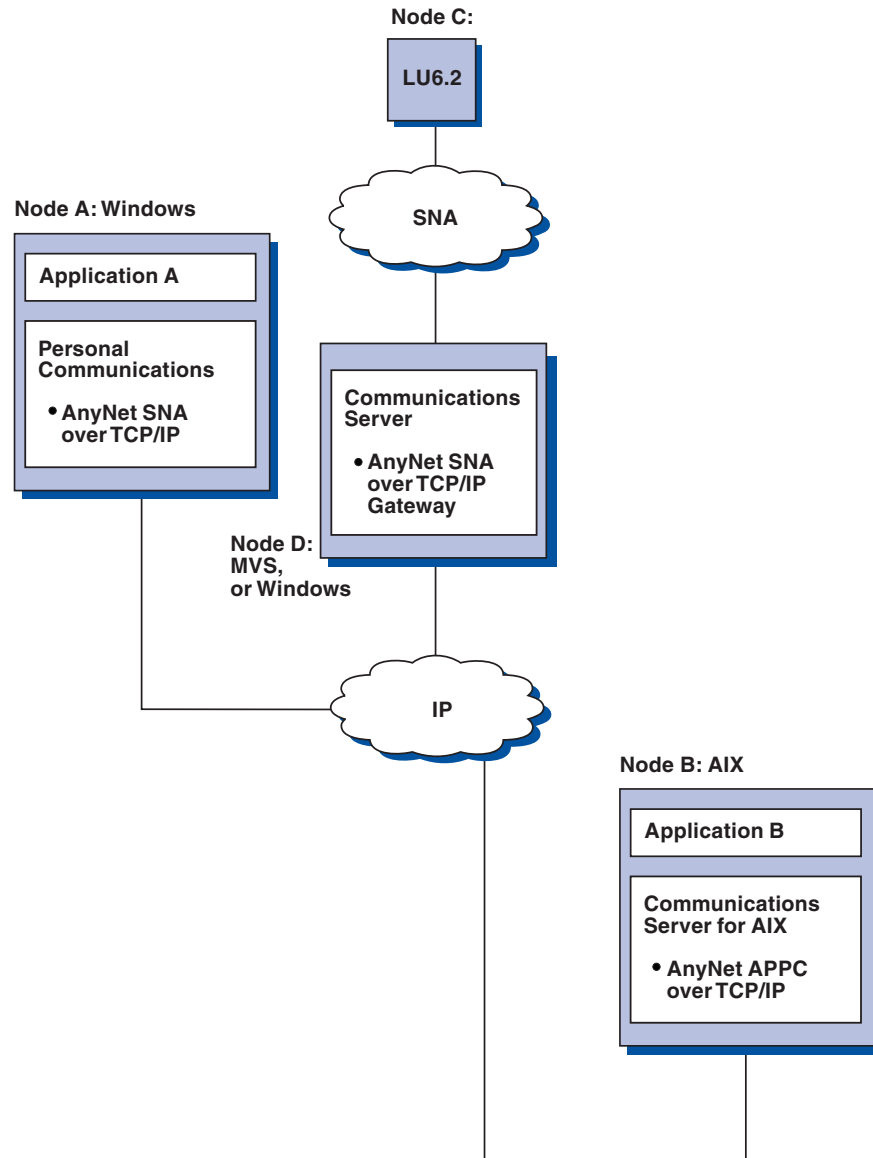 Node C:
LU6.2
SNA
Node A: Windows
Application A
Personal
Communications
• AnyNet SNA
over TCP/IP
Communications
Server
• AnyNet SNA
over TCP/IP
Gateway
Node D:
MVS,
or Windows
IP
Node B: AIX
Application B
Communications
Server for AIX
• AnyNet APPC
over TCP/IP